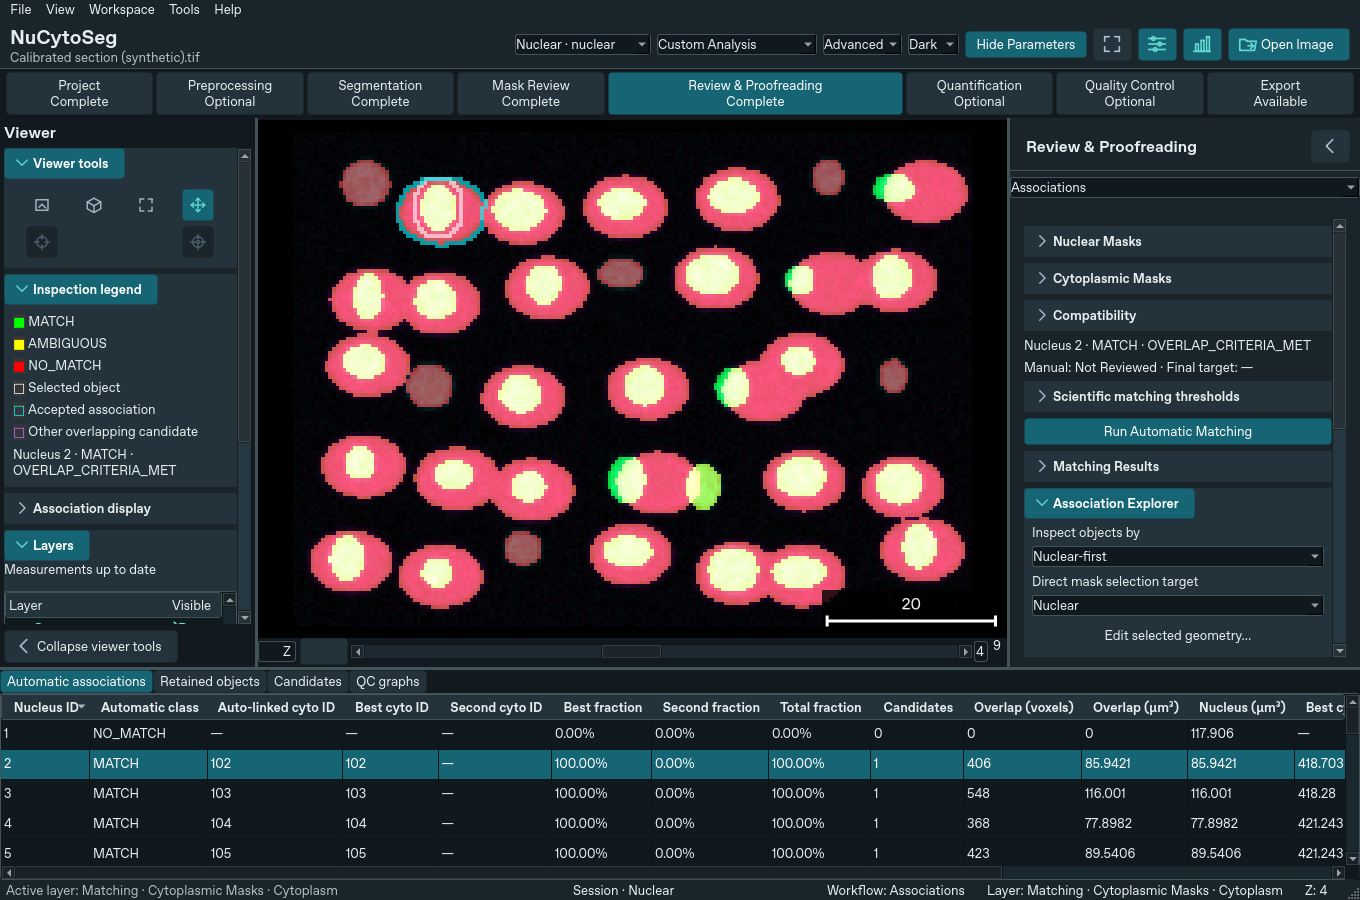 File View Workspace Tools Help
NuCytoSeg
Calibrated section (synthetic).tif
Nuclear · nuclear
Custom Analysis
Advanced
Dark
Hide Parameters
Open Image
Project
Complete
Preprocessing
Optional
Segmentation
Complete
Mask Review
Complete
Review & Proofreading
Complete
Quantification
Optional
Quality Control
Optional
Export
Available
Viewer
Viewer tools
Inspection legend
MATCH
AMBIGUOUS
NO_MATCH
Selected object
Accepted association
Other overlapping candidate
Nucleus 2 · MATCH ·
OVERLAP_CRITERIA_MET
Association display
Layers
Measurements up to date
Layer Visible
Collapse viewer tools
20
Z
4
9
Review & Proofreading
Associations
Nuclear Masks
Cytoplasmic Masks
Compatibility
Nucleus 2 · MATCH · OVERLAP_CRITERIA_MET
Manual: Not Reviewed · Final target: —
Scientific matching thresholds
Run Automatic Matching
Matching Results
Association Explorer
Inspect objects by
Nuclear-first
Direct mask selection target
Nuclear
Edit selected geometry...
Automatic associations Retained objects Candidates QC graphs
Nucleus ID Automatic class Auto-linked cyto ID Best cyto ID Second cyto ID Best fraction Second fraction Total fraction Candidates Overlap (voxels) Overlap (µm³) Nucleus (µm³) Best c
1 NO_MATCH — — — 0.00% 0.00% 0.00% 0 0 0 117.906 —
2 MATCH 102 102 — 100.00% 0.00% 100.00% 1 406 85.9421 85.9421 418.703
3 MATCH 103 103 — 100.00% 0.00% 100.00% 1 548 116.001 116.001 418.28
4 MATCH 104 104 — 100.00% 0.00% 100.00% 1 368 77.8982 77.8982 421.243
5 MATCH 105 105 — 100.00% 0.00% 100.00% 1 423 89.5406 89.5406 421.243
Active layer: Matching · Cytoplasmic Masks · Cytoplasm
Session · Nuclear
Workflow: Associations
Layer: Matching · Cytoplasmic Masks · Cytoplasm
Z: 4